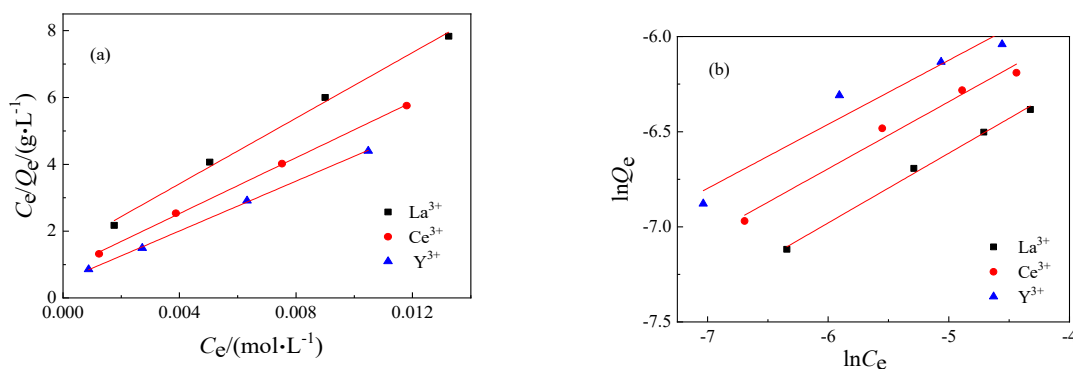 (a)
8
6
4
2
0
0.000
0.004
0.008
0.012
Cₑ/Qₑ/(g•L⁻¹)
Cₑ/(mol•L⁻¹)
La³⁺
Ce³⁺
Y³⁺
(b)
-6.0
-6.5
-7.0
-7.5
-7
-6
-5
-4
lnQₑ
lnCₑ
La³⁺
Ce³⁺
Y³⁺